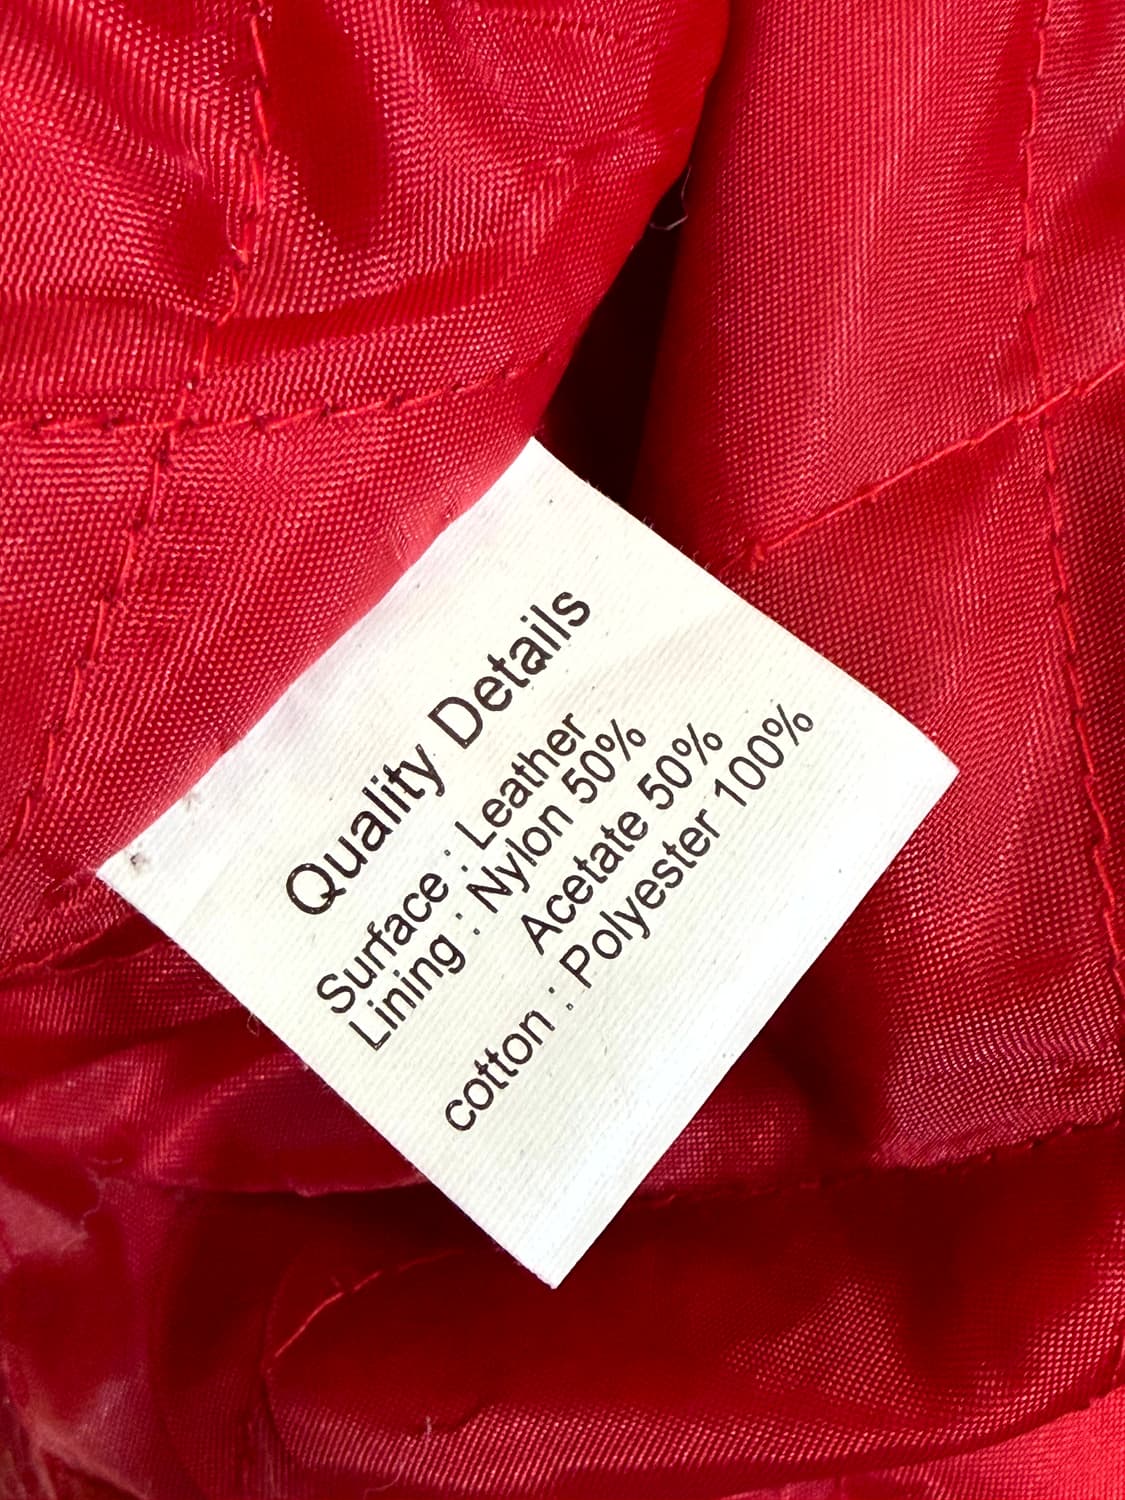 Quality Details
Surface : Leather
Lining : Nylon 50%
Acetate 50%
cotton : Polyester 100%